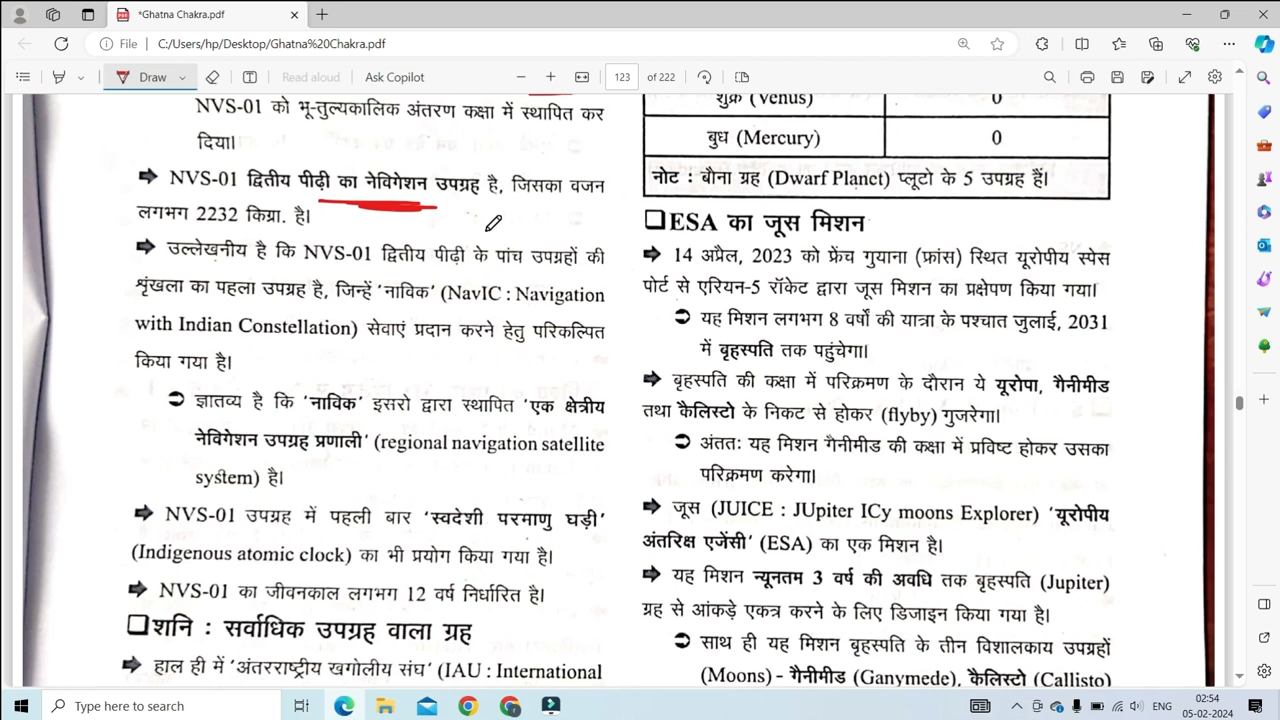 *Ghatna Chakra.pdf
File
C:/Users/hp/Desktop/Ghatna%20Chakra.pdf
Draw
Read aloud
Ask Copilot
123
of 222
NVS-01 को भू-तुल्यकालिक अंतरण कक्षा में स्थापित कर
दिया।
NVS-01 द्वितीय पीढ़ी का नेविगेशन उपग्रह है, जिसका वजन
लगभग 2232 किग्रा. है।
उल्लेखनीय है कि NVS-01 द्वितीय पीढ़ी के पांच उपग्रहों की
शृंखला का पहला उपग्रह है, जिन्हें 'नाविक' (NavIC : Navigation
with Indian Constellation) सेवाएं प्रदान करने हेतु परिकल्पित
किया गया है।
ज्ञातव्य है कि 'नाविक' इसरो द्वारा स्थापित 'एक क्षेत्रीय
नेविगेशन उपग्रह प्रणाली' (regional navigation satellite
system) है।
NVS-01 उपग्रह में पहली बार 'स्वदेशी परमाणु घड़ी'
(Indigenous atomic clock) का भी प्रयोग किया गया है।
NVS-01 का जीवनकाल लगभग 12 वर्ष निर्धारित है।
शनि : सर्वाधिक उपग्रह वाला ग्रह
हाल ही में 'अंतरराष्ट्रीय खगोलीय संघ' (IAU : International
शुक्र (Venus) 0
बुध (Mercury) 0
नोट : बौना ग्रह (Dwarf Planet) प्लूटो के 5 उपग्रह हैं।
ESA का जूस मिशन
14 अप्रैल, 2023 को फ्रेंच गुयाना (फ्रांस) स्थित यूरोपीय स्पेस
पोर्ट से एरियन-5 रॉकेट द्वारा जूस मिशन का प्रक्षेपण किया गया।
यह मिशन लगभग 8 वर्षों की यात्रा के पश्चात जुलाई, 2031
में बृहस्पति तक पहुंचेगा।
बृहस्पति की कक्षा में परिक्रमण के दौरान ये यूरोपा, गैनीमीड
तथा कैलिस्टो के निकट से होकर (flyby) गुजरेगा।
अंततः यह मिशन गैनीमीड की कक्षा में प्रविष्ट होकर उसका
परिक्रमण करेगा।
जूस (JUICE : JUpiter ICy moons Explorer) 'यूरोपीय
अंतरिक्ष एजेंसी' (ESA) का एक मिशन है।
यह मिशन न्यूनतम 3 वर्ष की अवधि तक बृहस्पति (Jupiter)
ग्रह से आंकड़े एकत्र करने के लिए डिजाइन किया गया है।
साथ ही यह मिशन बृहस्पति के तीन विशालकाय उपग्रहों
(Moons) - गैनीमीड (Ganymede), कैलिस्टो (Callisto)
Type here to search
ENG
02:54
05-02-2024